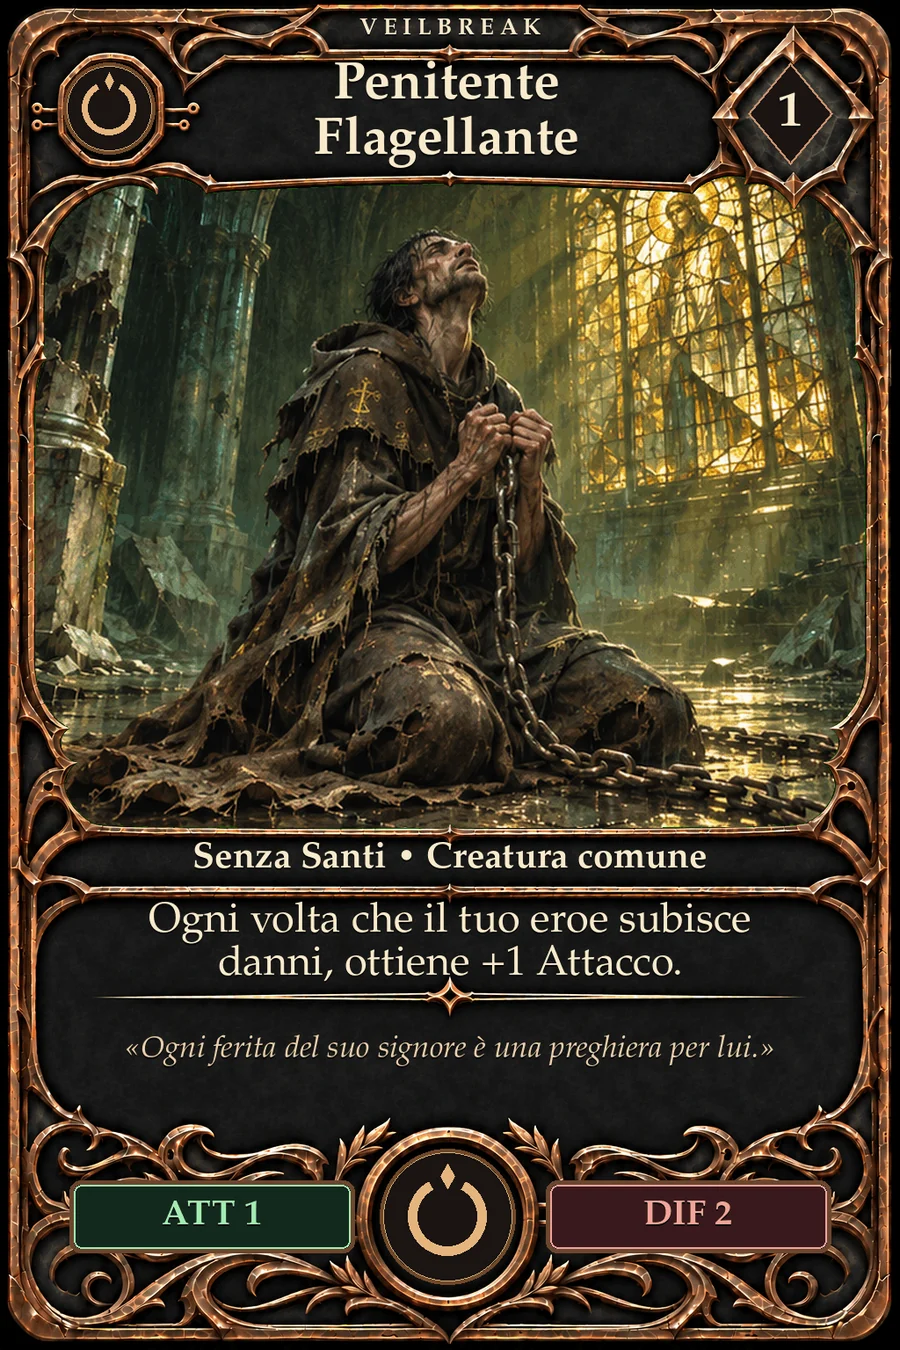 VEILBREAK
Penitente
Flagellante
1
Senza Santi • Creatura comune
Ogni volta che il tuo eroe subisce
danni, ottiene +1 Attacco.
«Ogni ferita del suo signore è una preghiera per lui.»
ATT 1
DIF 2